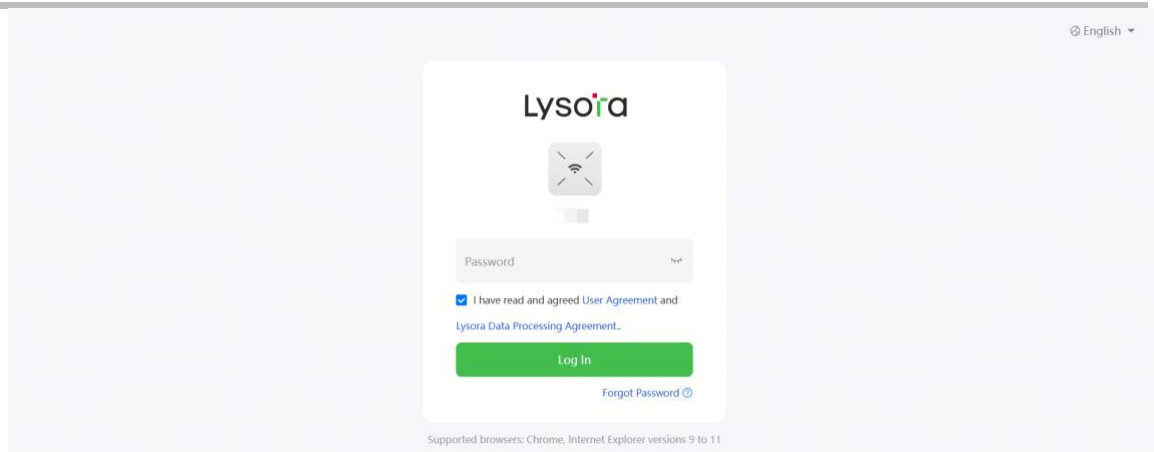 English
Lysora
Password
I have read and agreed User Agreement and
Lysora Data Processing Agreement..
Log In
Forgot Password
Supported browsers: Chrome, Internet Explorer versions 9 to 11